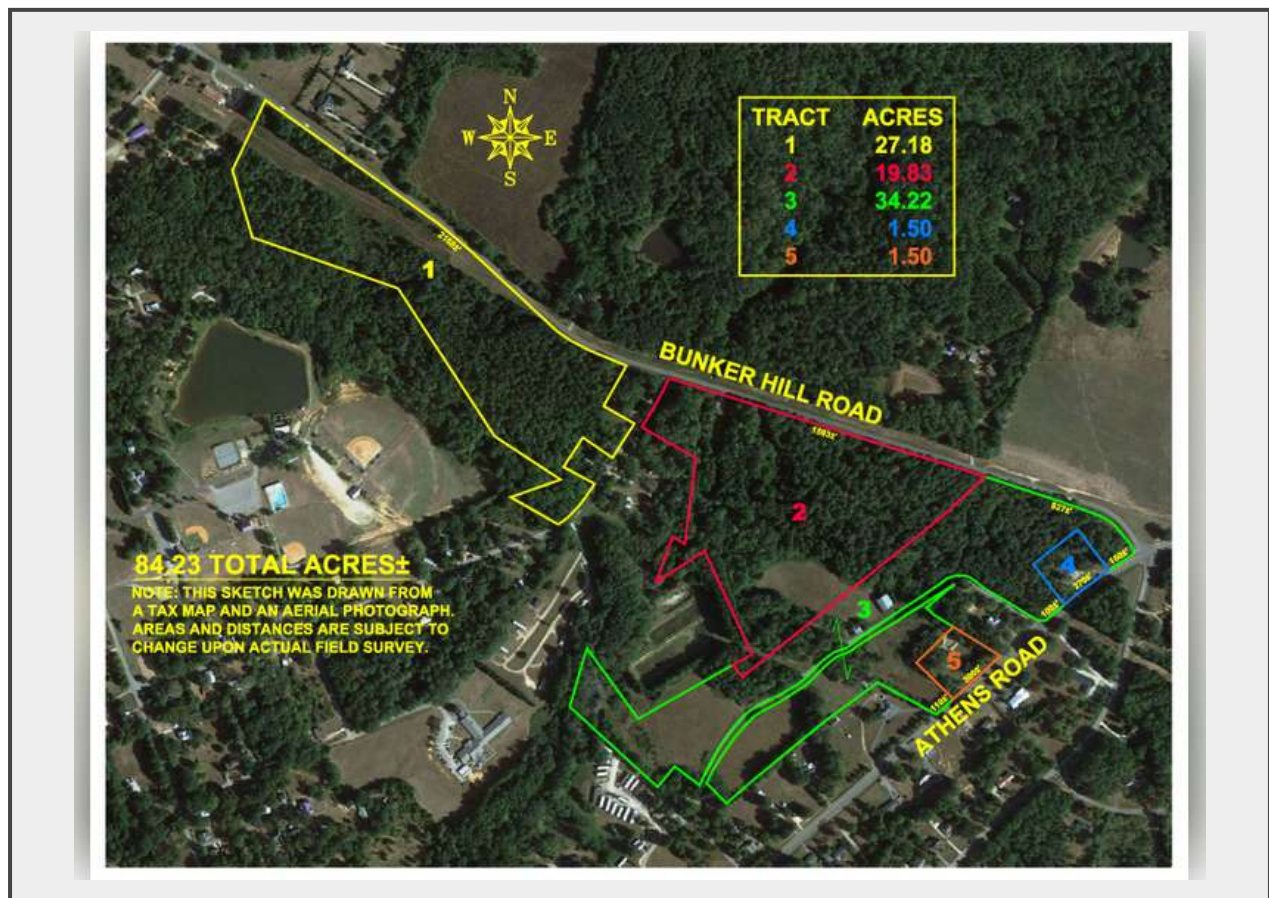 N
W E
S
TRACT ACRES
1 27.18
2 19.83
3 34.22
4 1.50
5 1.50
1
BUNKER HILL ROAD
2
4
3
5
ATHENS ROAD
84.23 TOTAL ACRES±
NOTE: THIS SKETCH WAS DRAWN FROM
A TAX MAP AND AN AERIAL PHOTOGRAPH.
AREAS AND DISTANCES ARE SUBJECT TO
CHANGE UPON ACTUAL FIELD SURVEY.